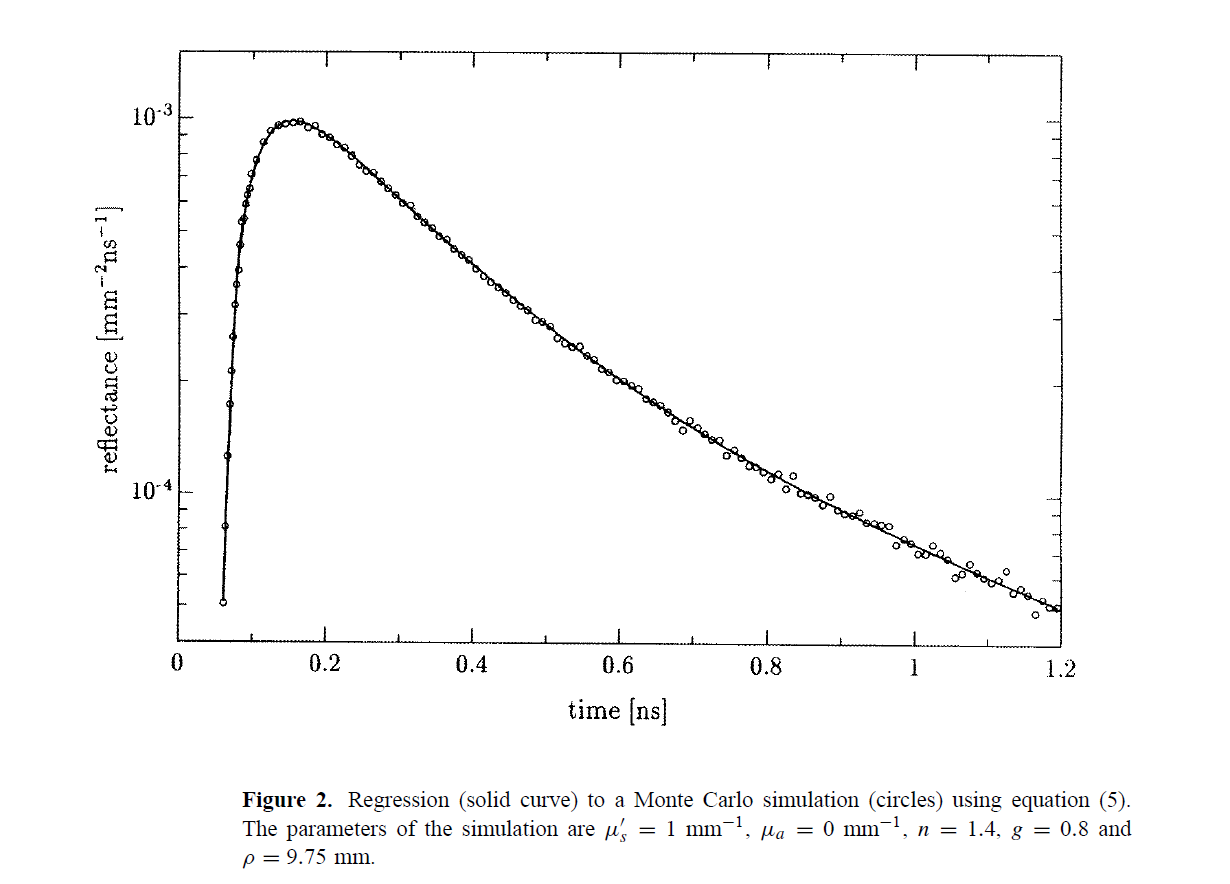 10⁻³
10⁻⁴
reflectance [mm⁻²ns⁻¹]
0 0.2 0.4 0.6 0.8 1 1.2
time [ns]
Figure 2. Regression (solid curve) to a Monte Carlo simulation (circles) using equation (5).
The parameters of the simulation are μ′ₛ = 1 mm⁻¹, μₐ = 0 mm⁻¹, n = 1.4, g = 0.8 and
ρ = 9.75 mm.